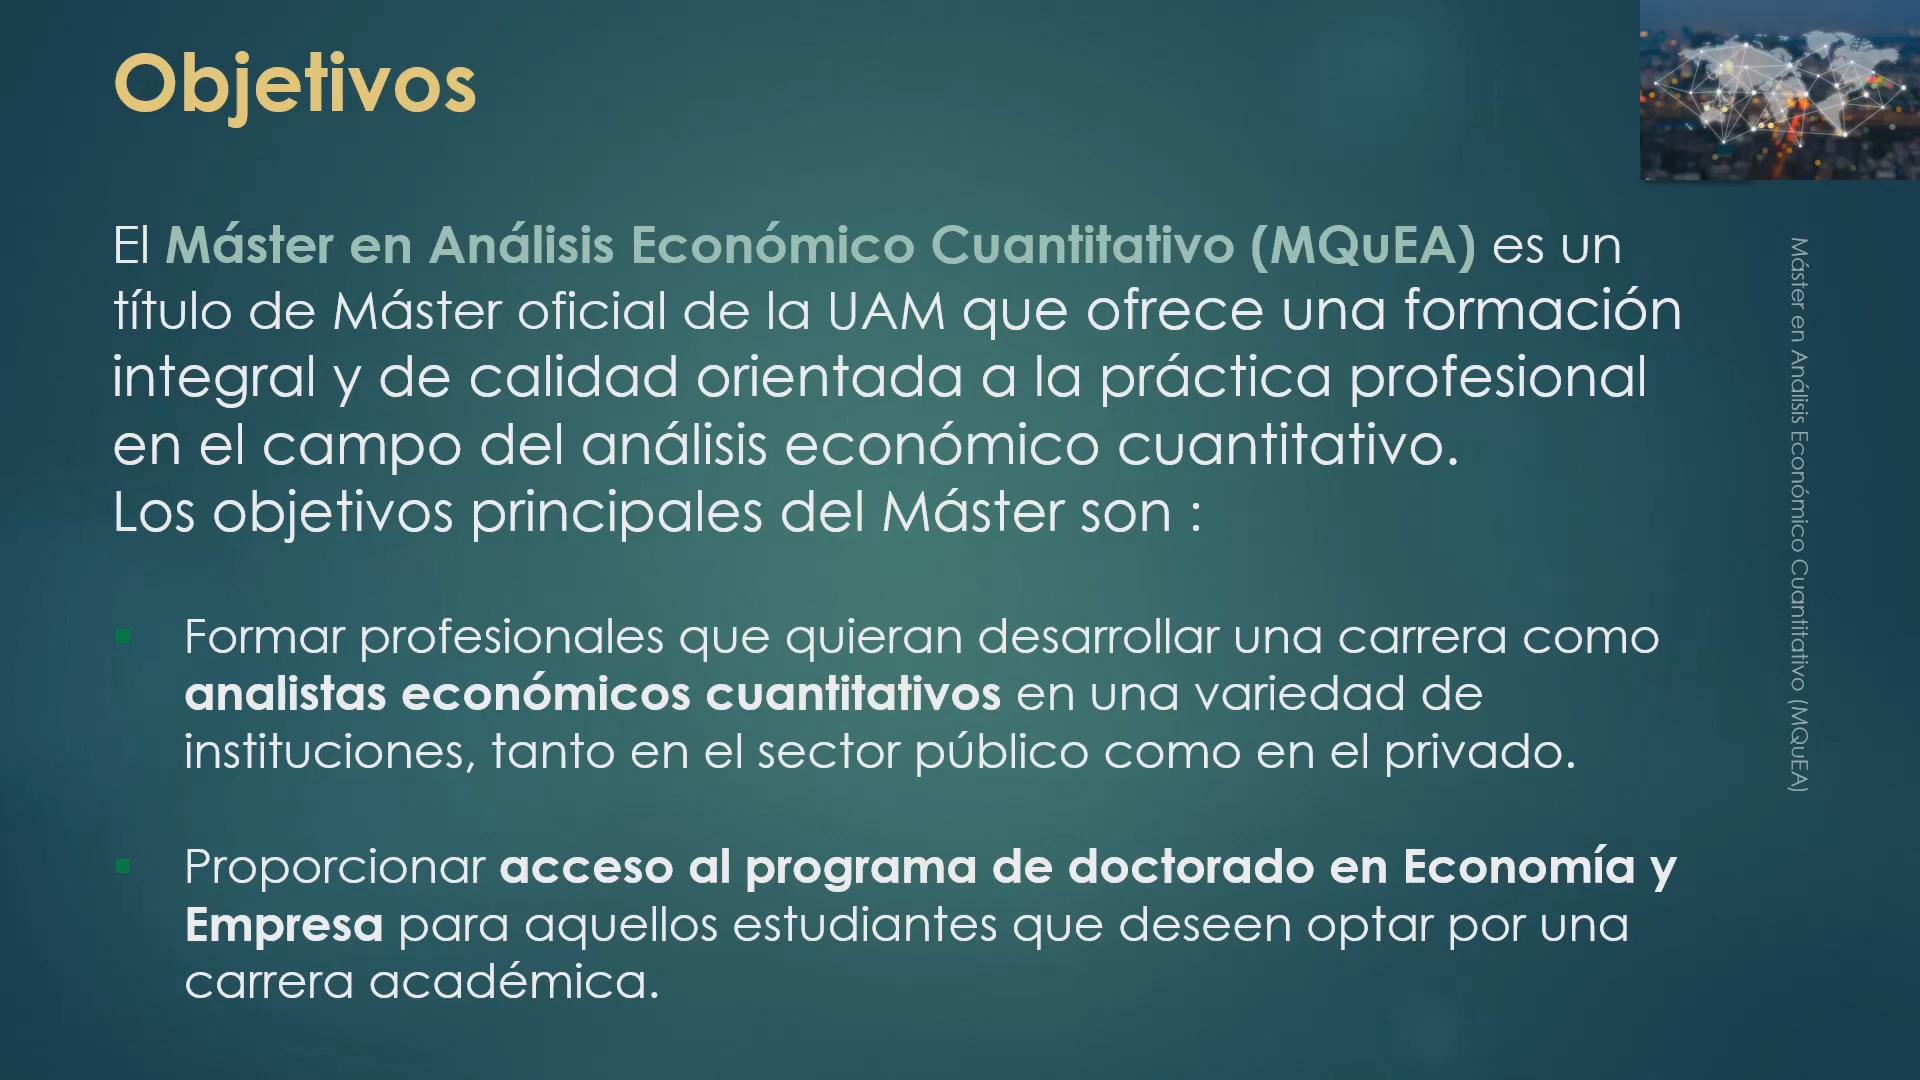 Objetivos
El Máster en Análisis Económico Cuantitativo (MQuEA) es un
título de Máster oficial de la UAM que ofrece una formación
integral y de calidad orientada a la práctica profesional
en el campo del análisis económico cuantitativo.
Los objetivos principales del Máster son :
Formar profesionales que quieran desarrollar una carrera como
analistas económicos cuantitativos en una variedad de
instituciones, tanto en el sector público como en el privado.
Proporcionar acceso al programa de doctorado en Economía y
Empresa para aquellos estudiantes que deseen optar por una
carrera académica.
Máster en Análisis Económico Cuantitativo (MQuEA)